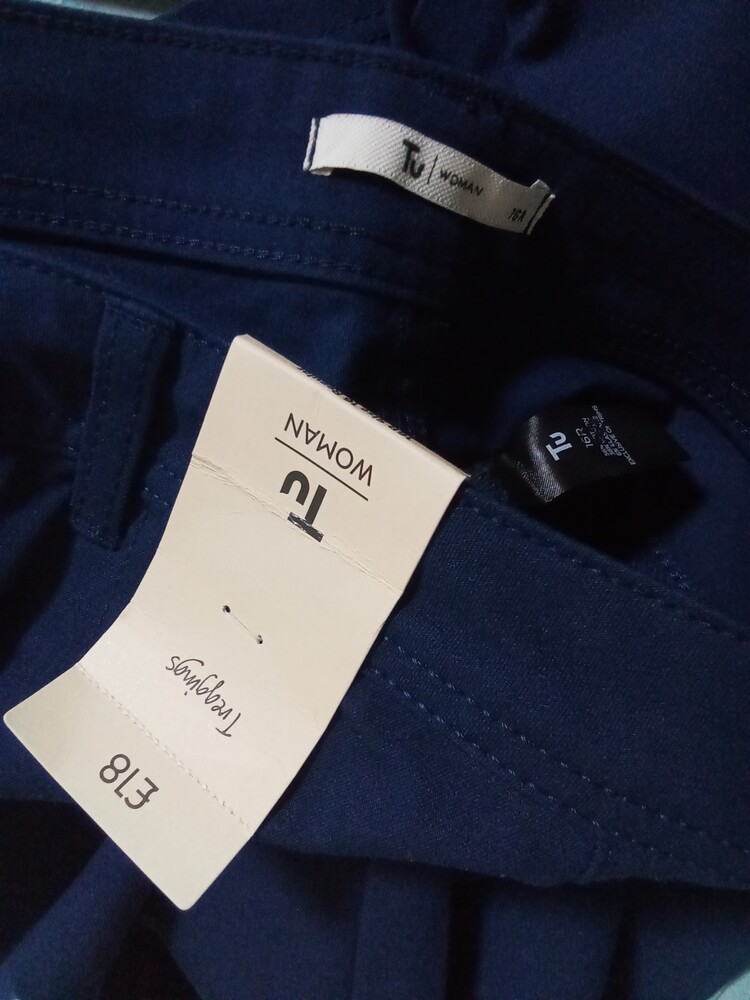 Tu | WOMAN
16R
Tu
WOMAN
Treggings
£18
Tu
16R